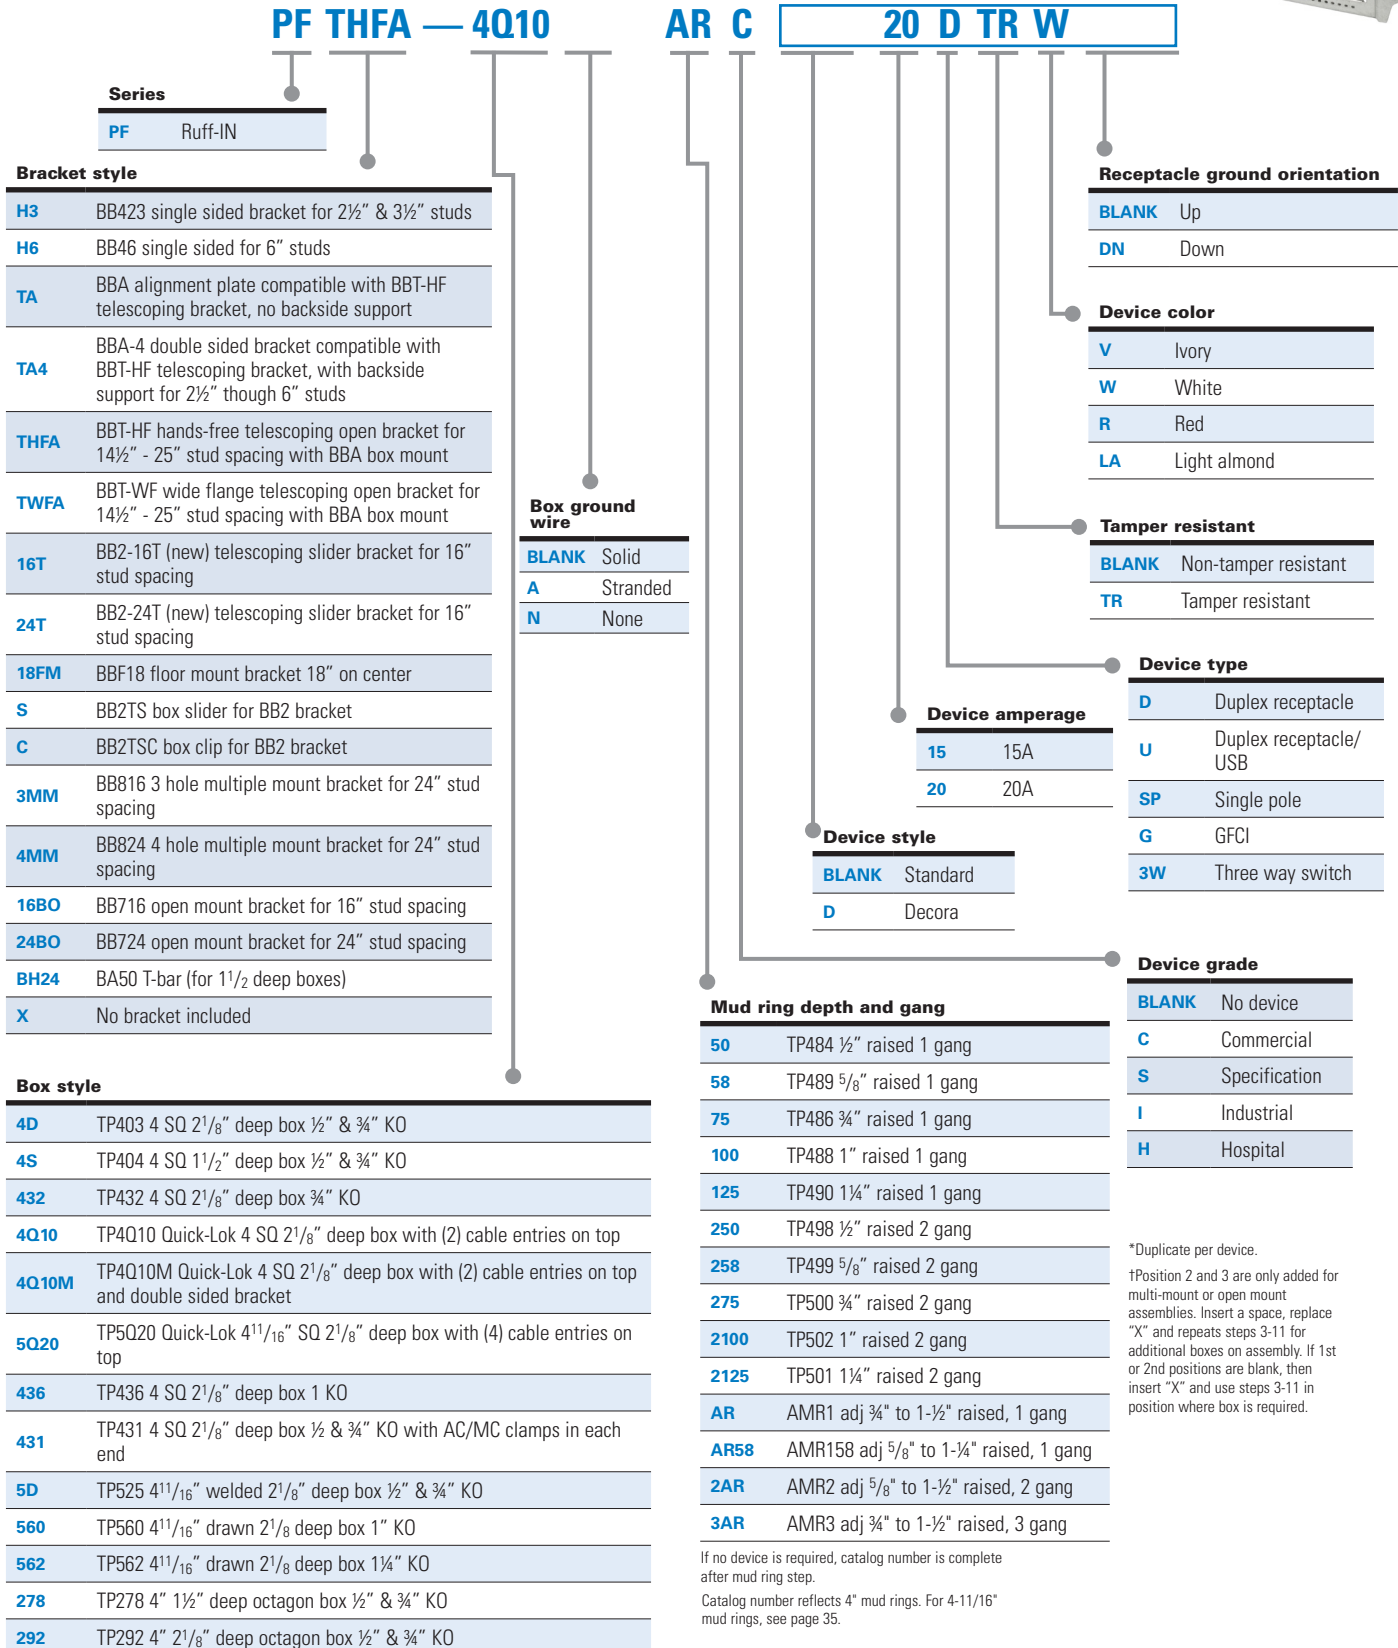 PF THFA — 4Q10 AR C 20 D TR W
Series
PF Ruff-IN
Bracket style
H3 BB423 single sided bracket for 2½" & 3½" studs
H6 BB46 single sided for 6" studs
TA BBA alignment plate compatible with BBT-HF
telescoping bracket, no backside support
TA4 BBA-4 double sided bracket compatible with
BBT-HF telescoping bracket, with backside
support for 2½" though 6" studs
THFA BBT-HF hands-free telescoping open bracket for
14½" - 25" stud spacing with BBA box mount
TWFA BBT-WF wide flange telescoping open bracket for
14½" - 25" stud spacing with BBA box mount
16T BB2-16T (new) telescoping slider bracket for 16"
stud spacing
24T BB2-24T (new) telescoping slider bracket for 16"
stud spacing
18FM BBF18 floor mount bracket 18" on center
S BB2TS box slider for BB2 bracket
C BB2TSC box clip for BB2 bracket
3MM BB816 3 hole multiple mount bracket for 24" stud
spacing
4MM BB824 4 hole multiple mount bracket for 24" stud
spacing
16BO BB716 open mount bracket for 16" stud spacing
24BO BB724 open mount bracket for 24" stud spacing
BH24 BA50 T-bar (for 1 1/2 deep boxes)
X No bracket included
Box style
4D TP403 4 SQ 2 1/8" deep box ½" & ¾" KO
4S TP404 4 SQ 1 1/2" deep box ½" & ¾" KO
432 TP432 4 SQ 2 1/8" deep box ¾" KO
4Q10 TP4Q10 Quick-Lok 4 SQ 2 1/8" deep box with (2) cable entries on top
4Q10M TP4Q10M Quick-Lok 4 SQ 2 1/8" deep box with (2) cable entries on top
and double sided bracket
5Q20 TP5Q20 Quick-Lok 4 11/16" SQ 2 1/8" deep box with (4) cable entries on
top
436 TP436 4 SQ 2 1/8" deep box 1 KO
431 TP431 4 SQ 2 1/8" deep box ½ & ¾" KO with AC/MC clamps in each
end
5D TP525 4 11/16" welded 2 1/8" deep box ½" & ¾" KO
560 TP560 4 11/16" drawn 2 1/8 deep box 1" KO
562 TP562 4 11/16" drawn 2 1/8 deep box 1¼" KO
278 TP278 4" 1½" deep octagon box ½" & ¾" KO
292 TP292 4" 2 1/8" deep octagon box ½" & ¾" KO
Box ground
wire
BLANK Solid
A Stranded
N None
Mud ring depth and gang
50 TP484 ½" raised 1 gang
58 TP489 5/8" raised 1 gang
75 TP486 ¾" raised 1 gang
100 TP488 1" raised 1 gang
125 TP490 1¼" raised 1 gang
250 TP498 ½" raised 2 gang
258 TP499 5/8" raised 2 gang
275 TP500 ¾" raised 2 gang
2100 TP502 1" raised 2 gang
2125 TP501 1¼" raised 2 gang
AR AMR1 adj ¾" to 1-½" raised, 1 gang
AR58 AMR158 adj 5/8" to 1-¼" raised, 1 gang
2AR AMR2 adj 5/8" to 1-½" raised, 2 gang
3AR AMR3 adj ¾" to 1-½" raised, 3 gang
If no device is required, catalog number is complete
after mud ring step.
Catalog number reflects 4" mud rings. For 4-11/16"
mud rings, see page 35.
Device grade
BLANK No device
C Commercial
S Specification
I Industrial
H Hospital
Device style
BLANK Standard
D Decora
Device amperage
15 15A
20 20A
Device type
D Duplex receptacle
U Duplex receptacle/
USB
SP Single pole
G GFCI
3W Three way switch
Tamper resistant
BLANK Non-tamper resistant
TR Tamper resistant
Device color
V Ivory
W White
R Red
LA Light almond
Receptacle ground orientation
BLANK Up
DN Down
*Duplicate per device.
†Position 2 and 3 are only added for
multi-mount or open mount
assemblies. Insert a space, replace
"X" and repeats steps 3-11 for
additional boxes on assembly. If 1st
or 2nd positions are blank, then
insert "X" and use steps 3-11 in
position where box is required.